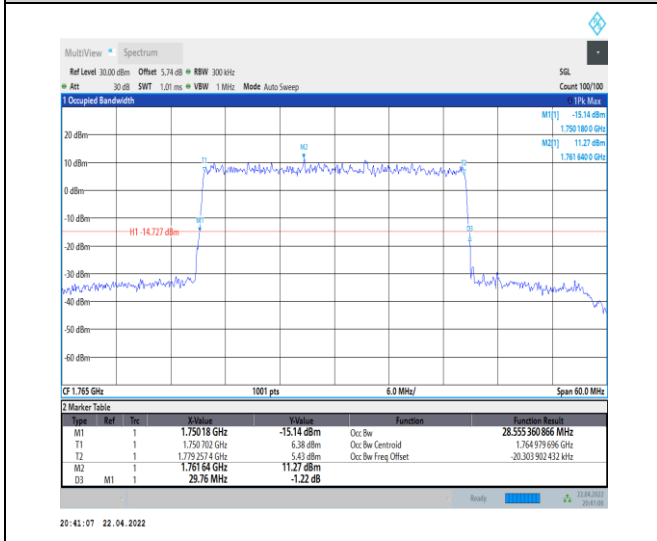 MultiView Spectrum
Ref Level 30.00 dBm Offset 5.74 dB RBW 300 kHz SGL
Att 30 dB SWT 1.01 ms VBW 1 MHz Mode Auto Sweep Count 100/100
1 Occupied Bandwidth 1Pk Max
M1[1] -15.14 dBm
1.750 180 0 GHz
M2[1] 11.27 dBm
1.761 640 0 GHz
20 dBm
M2
10 dBm
T1
T2
0 dBm
-10 dBm
M1
H1 -14.727 dBm
D3
-20 dBm
-30 dBm
-40 dBm
-50 dBm
-60 dBm
CF 1.765 GHz 1001 pts 6.0 MHz/ Span 60.0 MHz
2 Marker Table
Type Ref Trc X-Value Y-Value Function Function Result
M1 1 1.75018 GHz -15.14 dBm Occ Bw 28.555 360 866 MHz
T1 1 1.750 702 GHz 6.38 dBm Occ Bw Centroid 1.764 979 696 GHz
T2 1 1.779 257 4 GHz 5.43 dBm Occ Bw Freq Offset -20.303 902 432 kHz
M2 1 1.761 64 GHz 11.27 dBm
D3 M1 1 29.76 MHz -1.22 dB
Ready 22.04.2022
20:41:06
20:41:07 22.04.2022